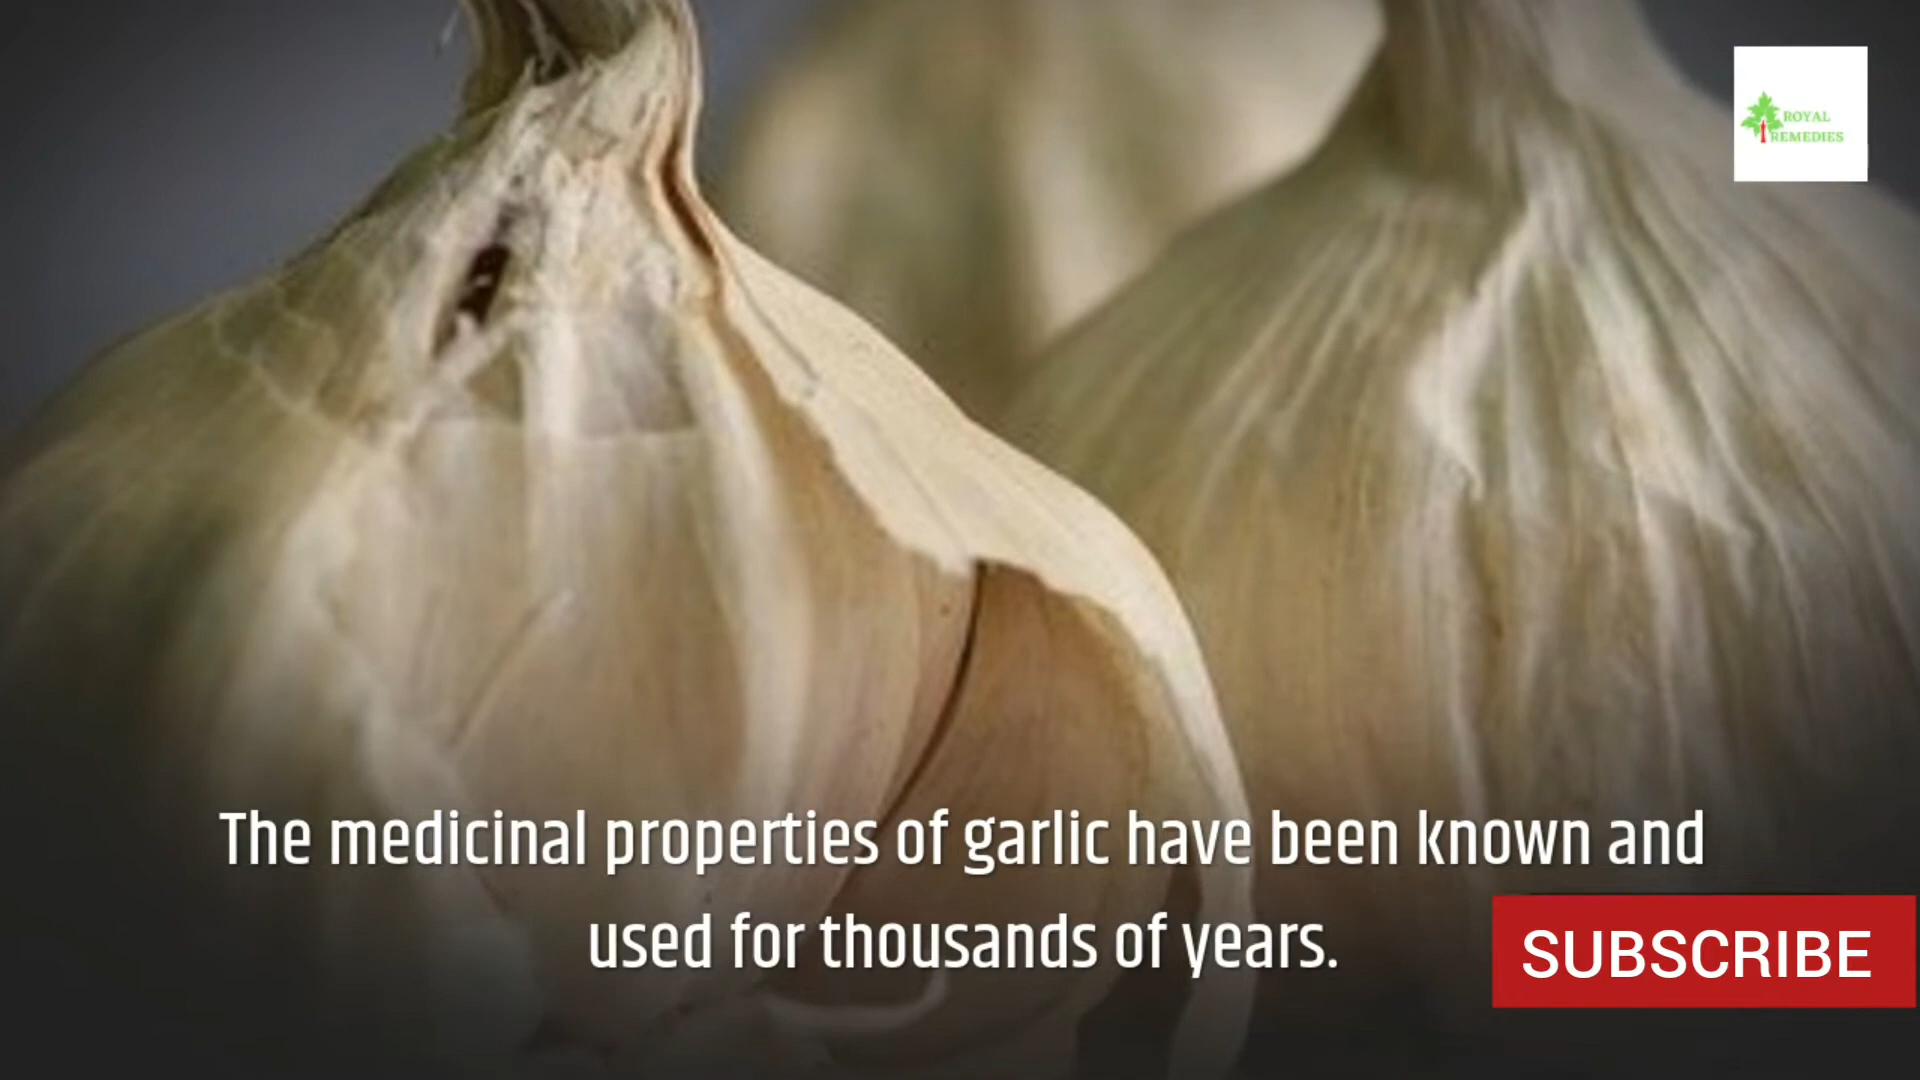 ROYAL
REMEDIES
The medicinal properties of garlic have been known and
used for thousands of years.
SUBSCRIBE